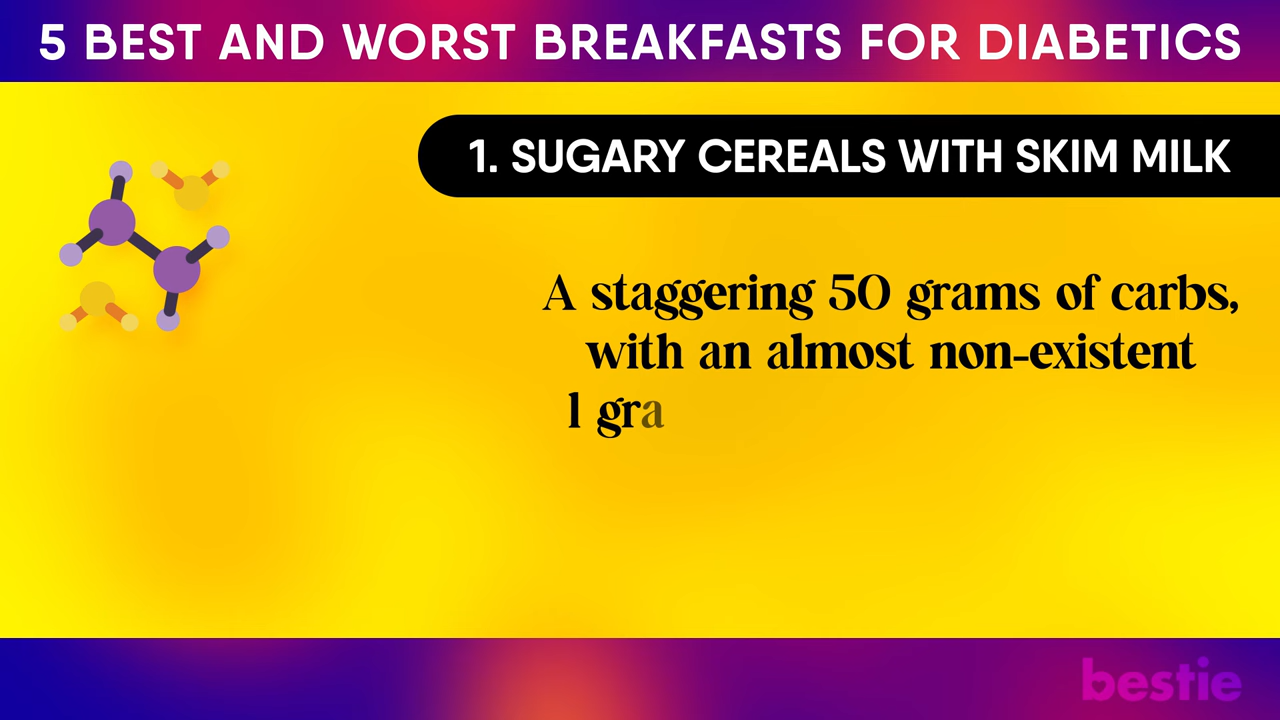 5 BEST AND WORST BREAKFASTS FOR DIABETICS
1. SUGARY CEREALS WITH SKIM MILK
A staggering 50 grams of carbs,
with an almost non-existent
1 gra
bestie